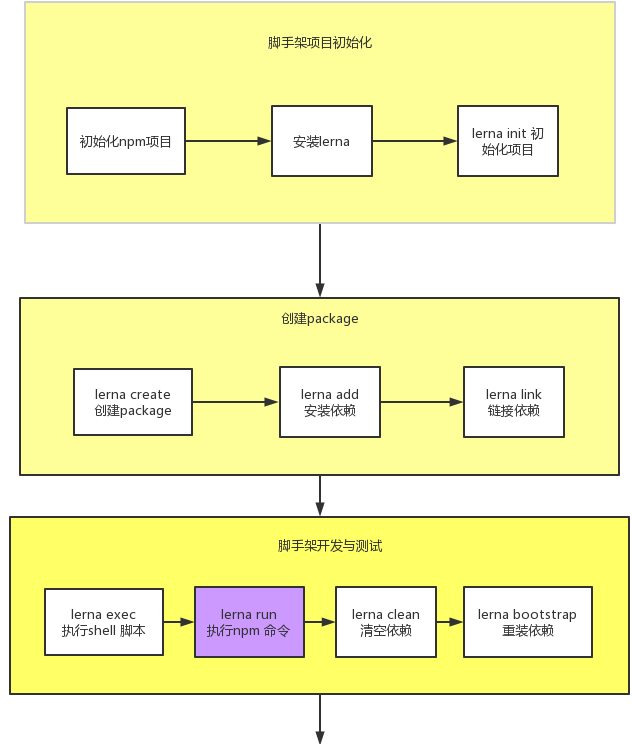 脚手架项目初始化
初始化npm项目
安装lerna
lerna init 初
始化项目
创建package
lerna create
创建package
lerna add
安装依赖
lerna link
链接依赖
脚手架开发与测试
lerna exec
执行shell 脚本
lerna run
执行npm 命令
lerna clean
清空依赖
lerna bootstrap
重装依赖